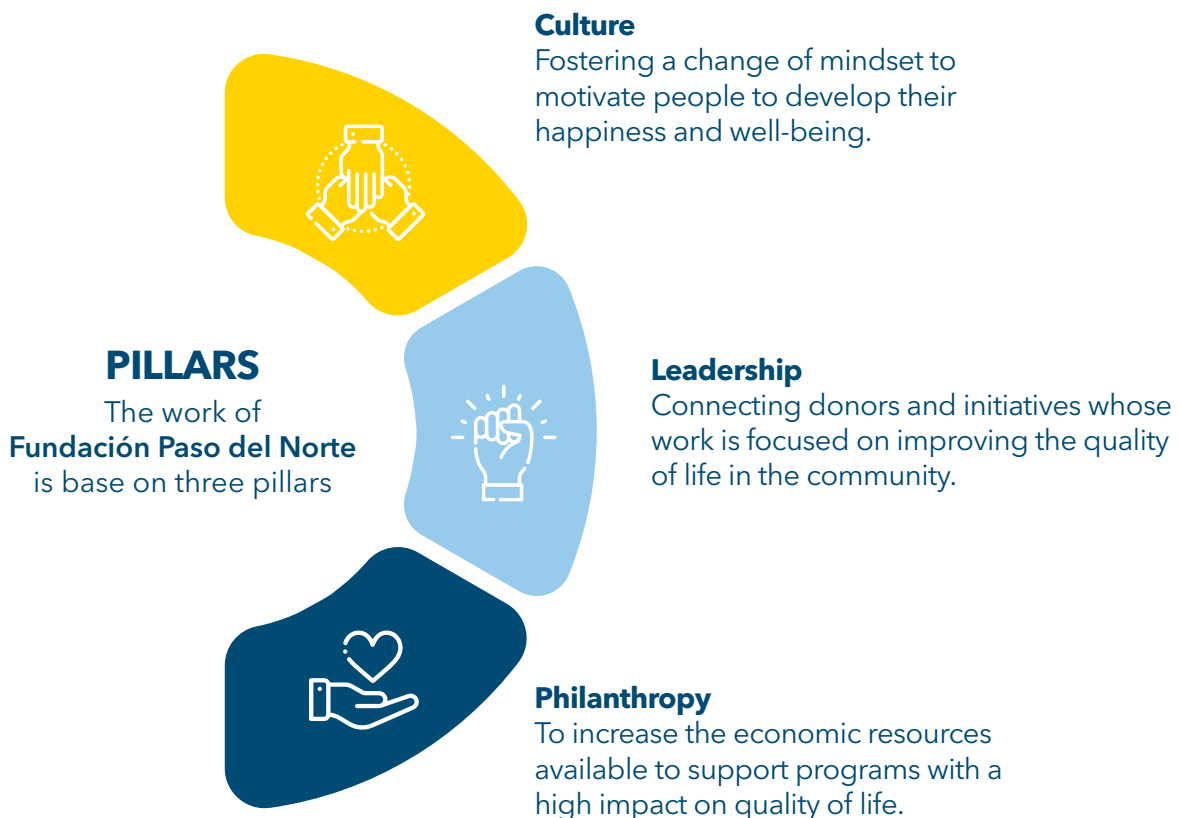 Culture
Fostering a change of mindset to
motivate people to develop their
happiness and well-being.
PILLARS
The work of
Fundación Paso del Norte
is base on three pillars
Leadership
Connecting donors and initiatives whose
work is focused on improving the quality
of life in the community.
Philanthropy
To increase the economic resources
available to support programs with a
high impact on quality of life.